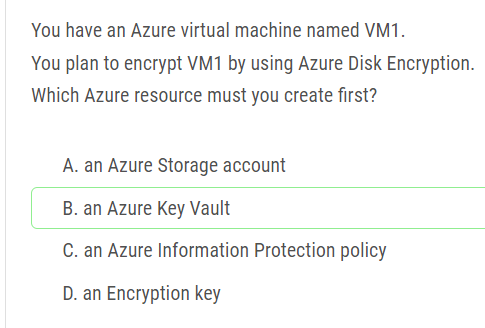 You have an Azure virtual machine named VM1.
You plan to encrypt VM1 by using Azure Disk Encryption.
Which Azure resource must you create first?
A. an Azure Storage account
B. an Azure Key Vault
C. an Azure Information Protection policy
D. an Encryption key